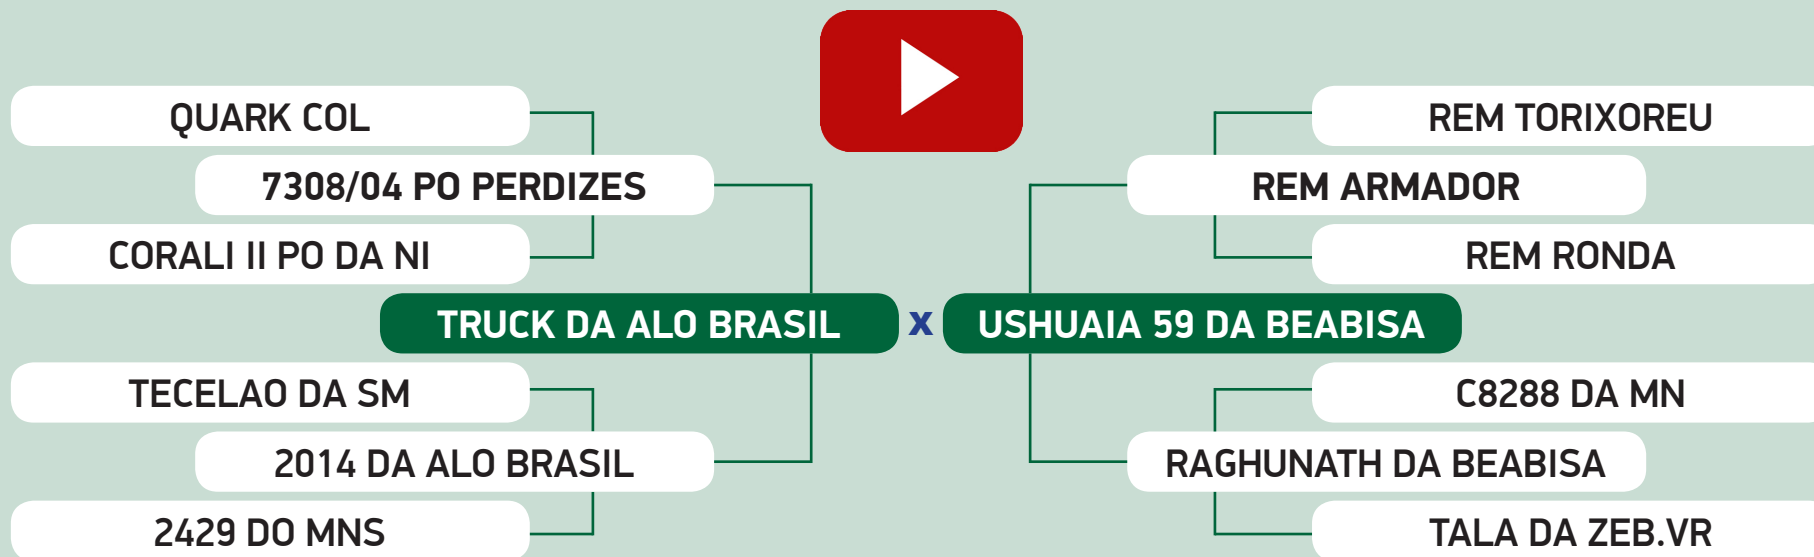 QUARK COL
REM TORIXOREU
7308/04 PO PERDIZES
REM ARMADOR
CORALI II PO DA NI
REM RONDA
TRUCK DA ALO BRASIL x USHUAIA 59 DA BEABISA
TECELAO DA SM
C8288 DA MN
2014 DA ALO BRASIL
RAGHUNATH DA BEABISA
2429 DO MNS
TALA DA ZEB.VR